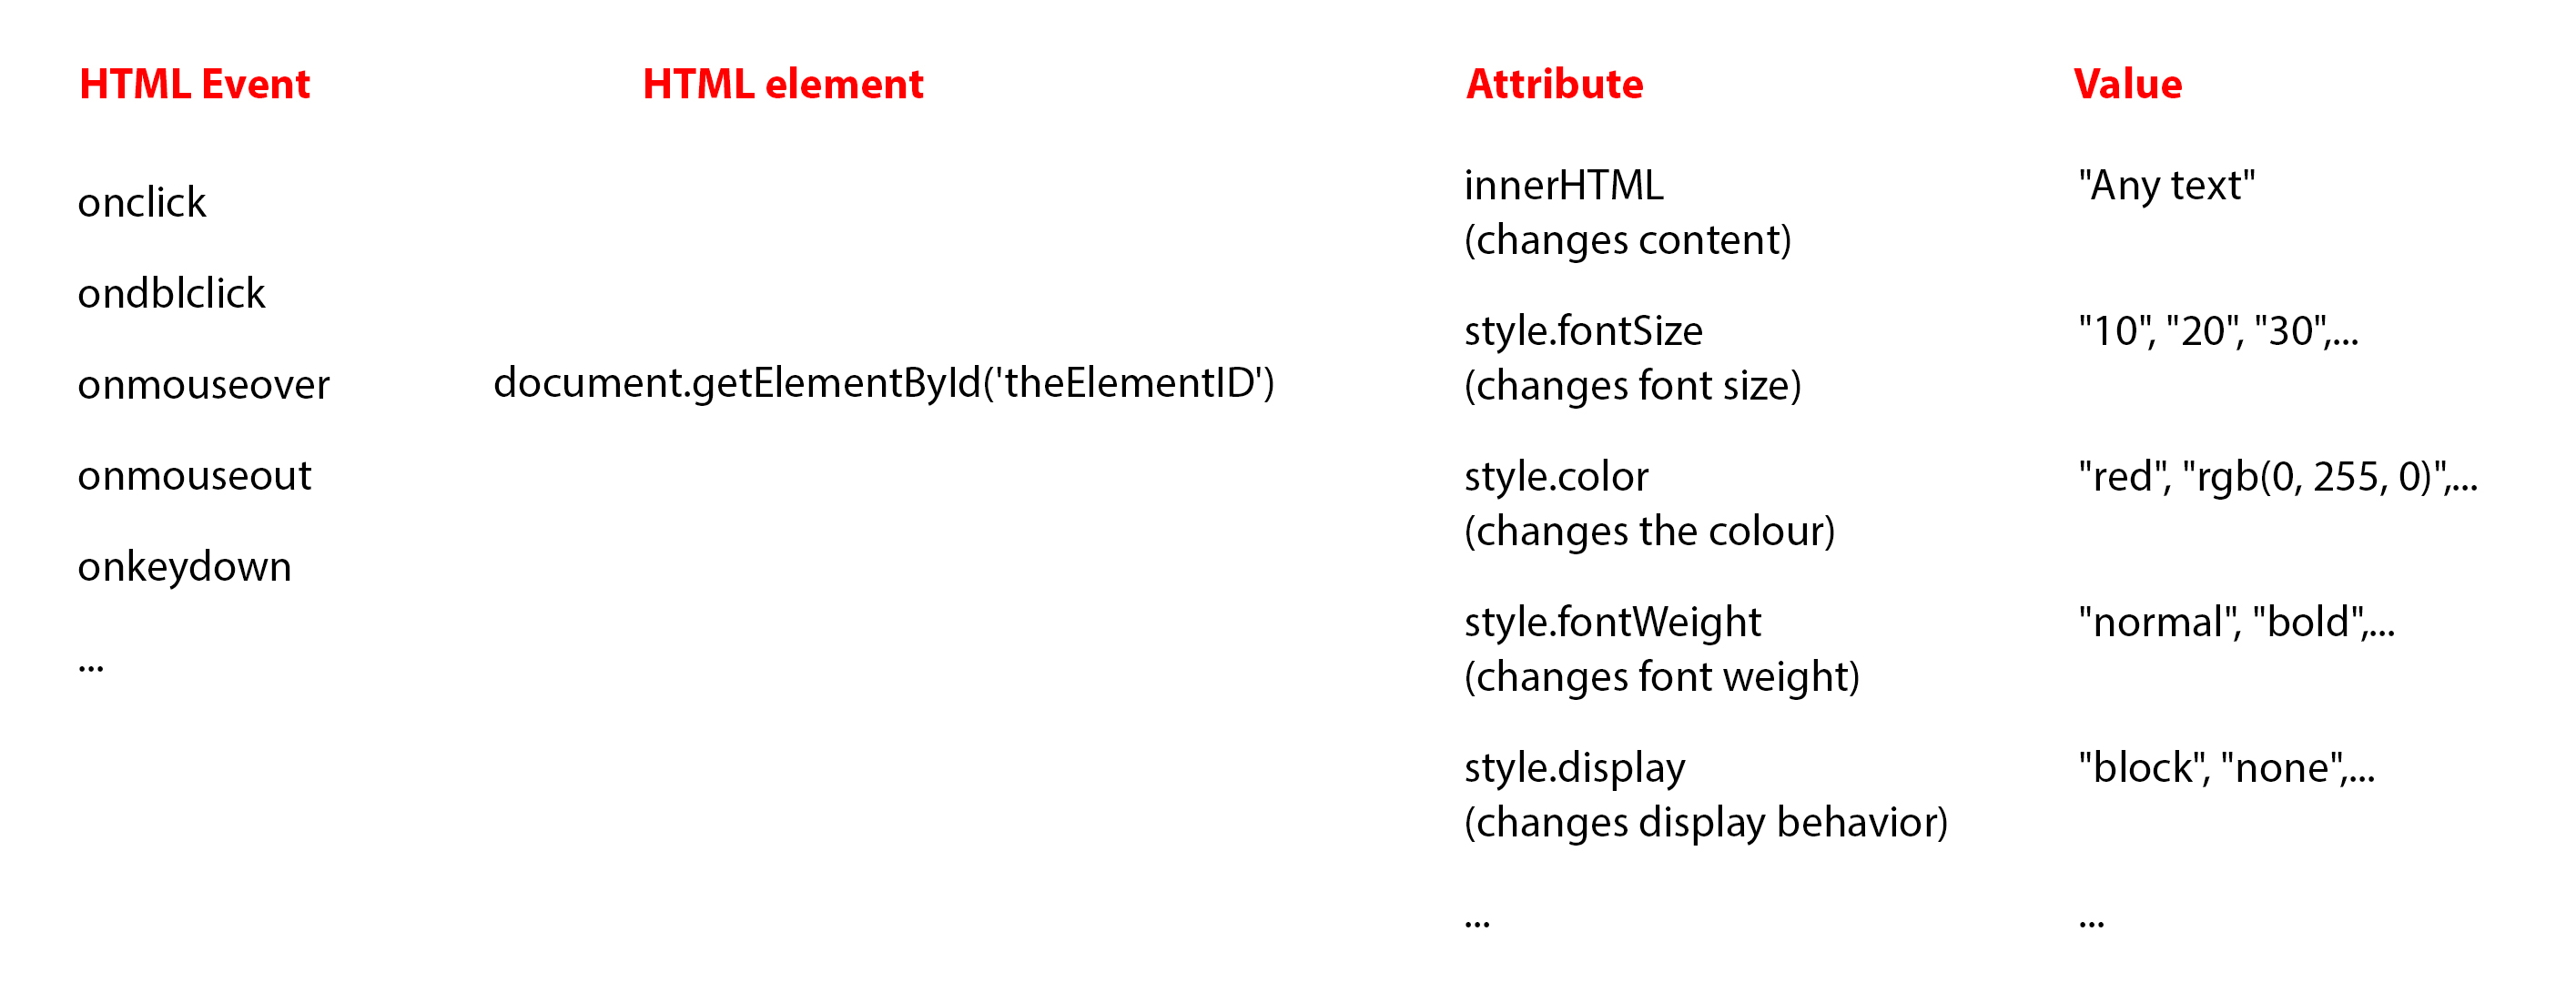 HTML Event
onclick
ondblclick
onmouseover
onmouseout
onkeydown
...
HTML element
document.getElementById('theElementID')
Attribute
innerHTML
(changes content)
style.fontSize
(changes font size)
style.color
(changes the colour)
style.fontWeight
(changes font weight)
style.display
(changes display behavior)
...
Value
"Any text"
"10", "20", "30",...
"red", "rgb(0, 255, 0)",...
"normal", "bold",...
"block", "none",...
...